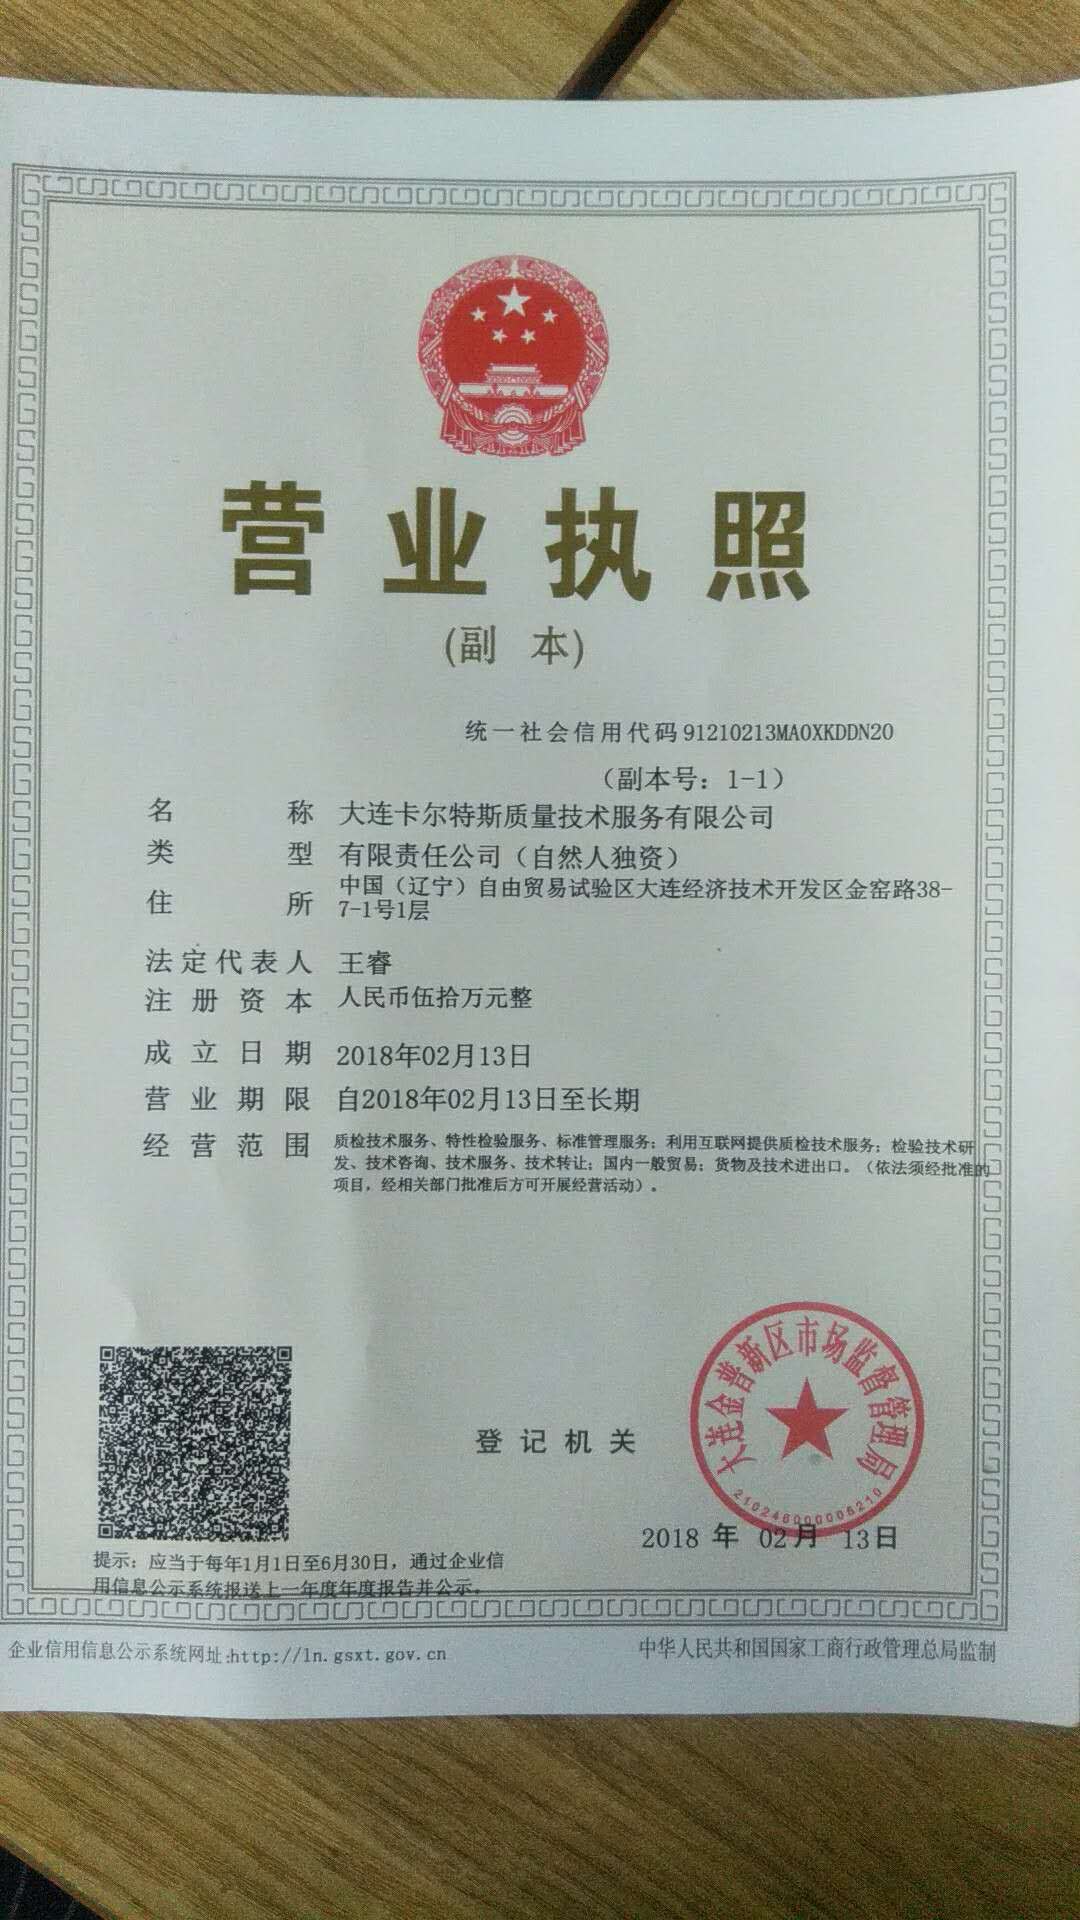 营业执照
(副 本)
统一社会信用代码 91210213MA0XKDDN20
（副本号：1-1）
名 称 大连卡尔特斯质量技术服务有限公司
类 型 有限责任公司（自然人独资）
住 所 中国（辽宁）自由贸易试验区大连经济技术开发区金窑路38-
7-1号1层
法定代表人 王睿
注 册 资 本 人民币伍拾万元整
成 立 日 期 2018年02月13日
营 业 期 限 自2018年02月13日至长期
经 营 范 围 质检技术服务、特性检验服务、标准管理服务；利用互联网提供质检技术服务；检验技术研
发、技术咨询、技术服务、技术转让；国内一般贸易；货物及技术进出口。（依法须经批准的
项目，经相关部门批准后方可开展经营活动）。
大连金普新区市场监督管理局
登 记 机 关
210246000006210
2018 年 02月 13日
提示：应当于每年1月1日至6月30日，通过企业信
用信息公示系统报送上一年度年度报告并公示。
企业信用信息公示系统网址:http://ln.gsxt.gov.cn
中华人民共和国国家工商行政管理总局监制